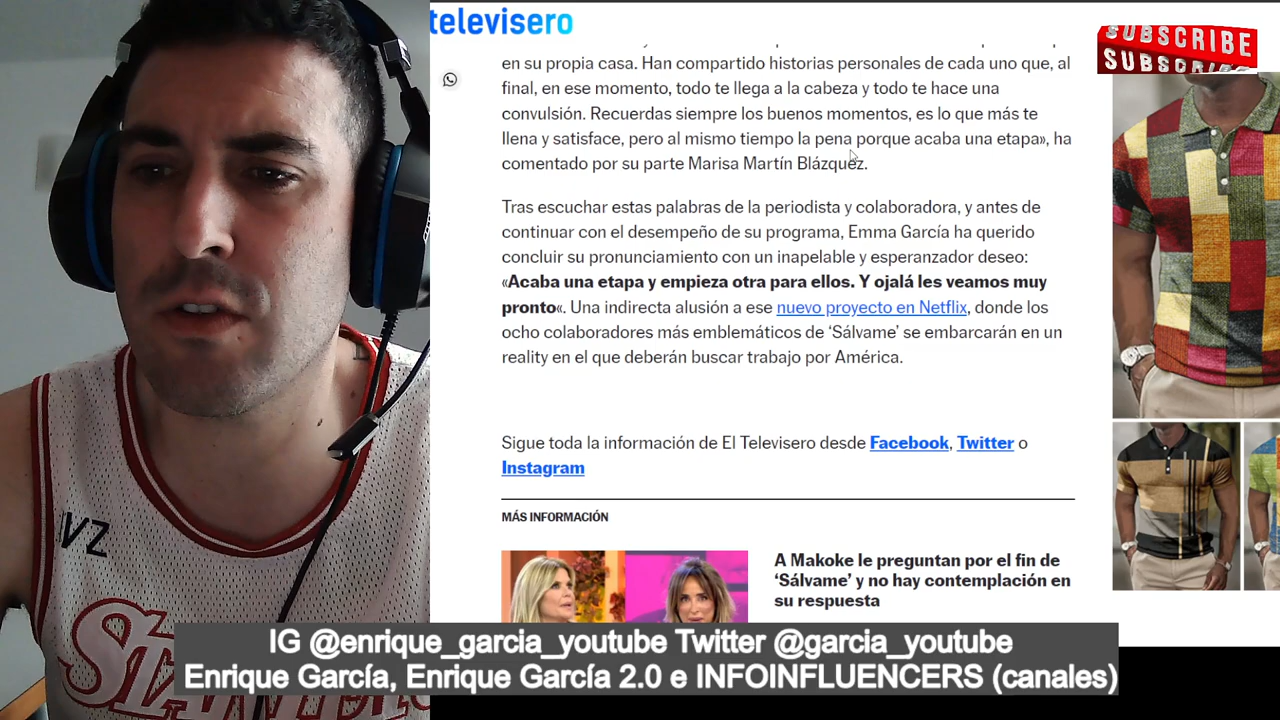 televisero
SUBSCRIBE
SUBSCRIBE
en su propia casa. Han compartido historias personales de cada uno que, al
final, en ese momento, todo te llega a la cabeza y todo te hace una
convulsión. Recuerdas siempre los buenos momentos, es lo que más te
llena y satisface, pero al mismo tiempo la pena porque acaba una etapa», ha
comentado por su parte Marisa Martín Blázquez.
Tras escuchar estas palabras de la periodista y colaboradora, y antes de
continuar con el desempeño de su programa, Emma García ha querido
concluir su pronunciamiento con un inapelable y esperanzador deseo:
«Acaba una etapa y empieza otra para ellos. Y ojalá les veamos muy
pronto«. Una indirecta alusión a ese nuevo proyecto en Netflix, donde los
ocho colaboradores más emblemáticos de ‘Sálvame’ se embarcarán en un
reality en el que deberán buscar trabajo por América.
Sigue toda la información de El Televisero desde Facebook, Twitter o
Instagram
MÁS INFORMACIÓN
A Makoke le preguntan por el fin de
‘Sálvame’ y no hay contemplación en
su respuesta
IG @enrique_garcia_youtube Twitter @garcia_youtube
Enrique García, Enrique García 2.0 e INFOINFLUENCERS (canales)